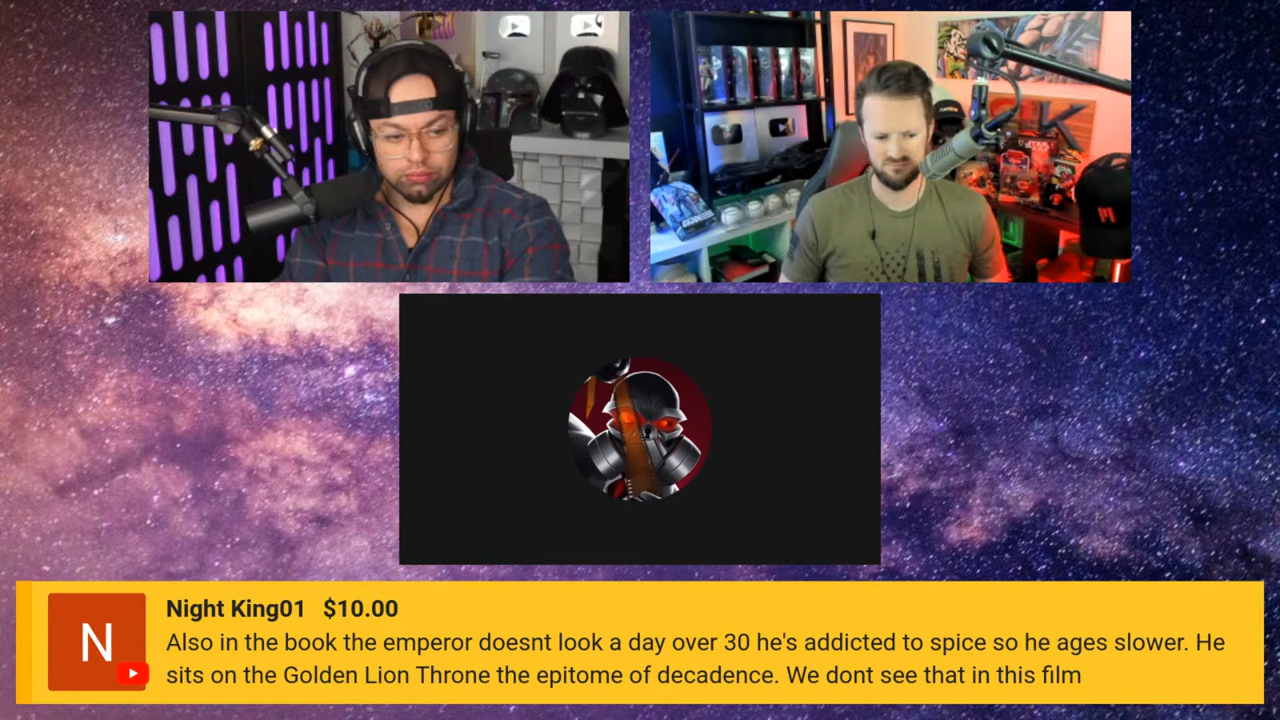 K
N
Night King01 $10.00
Also in the book the emperor doesnt look a day over 30 he's addicted to spice so he ages slower. He
sits on the Golden Lion Throne the epitome of decadence. We dont see that in this film